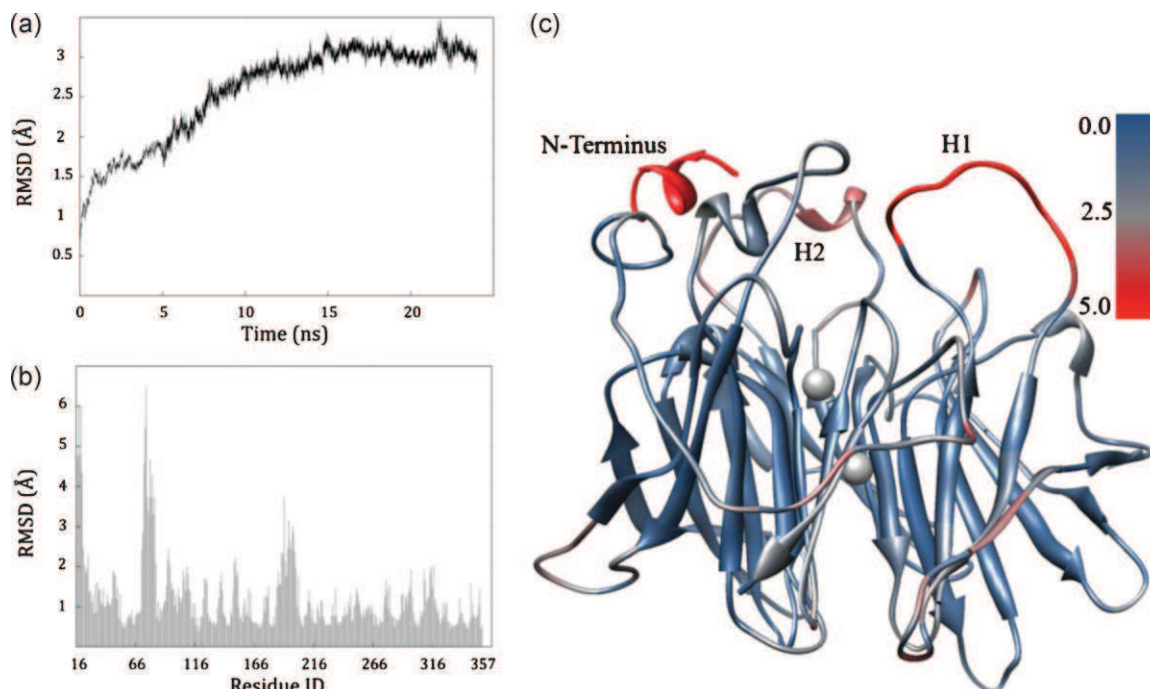 (a)
3
2.5
2
1.5
1
0.5
RMSD (Å)
0 5 10 15 20
Time (ns)
(b)
6
5
4
3
2
1
RMSD (Å)
16 66 116 166 216 266 316 357
Residue ID
(c)
N-Terminus
H1
H2
0.0
2.5
5.0